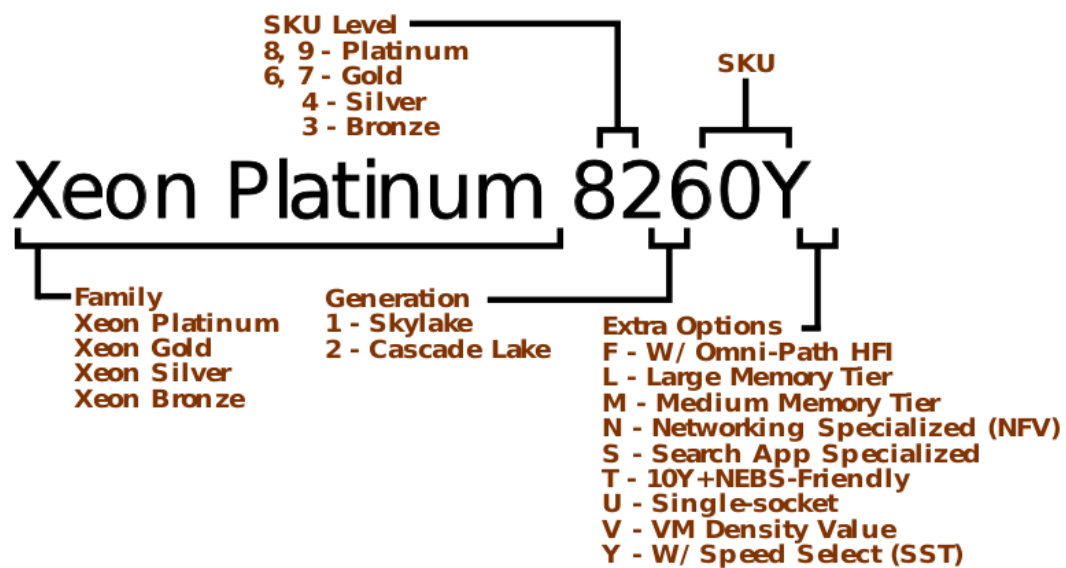 SKU Level
8, 9 - Platinum
6, 7 - Gold
4 - Silver
3 - Bronze
SKU
Xeon Platinum 8260Y
Family
Xeon Platinum
Xeon Gold
Xeon Silver
Xeon Bronze
Generation
1 - Skylake
2 - Cascade Lake
Extra Options
F - W/ Omni-Path HFI
L - Large Memory Tier
M - Medium Memory Tier
N - Networking Specialized (NFV)
S - Search App Specialized
T - 10Y+NEBS-Friendly
U - Single-socket
V - VM Density Value
Y - W/ Speed Select (SST)